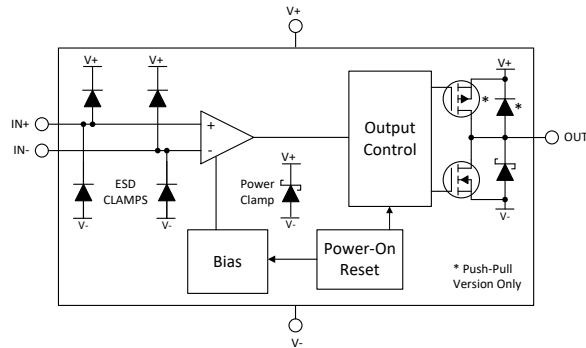 V+
V+
V+
V+
IN+
IN-
+
-
Output
Control
*
*
OUT
ESD
CLAMPS
Power
Clamp
V+
V-
V-
V-
V-
Bias
Power-On
Reset
* Push-Pull
Version Only
V-